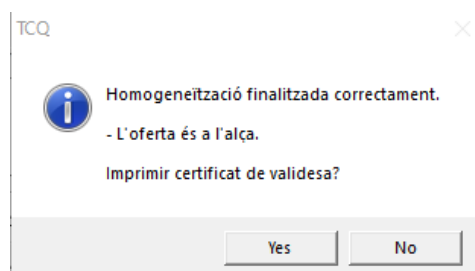 TCQ
Homogeneïtzació finalitzada correctament.
- L'oferta és a l'alça.
Imprimir certificat de validesa?
Yes
No